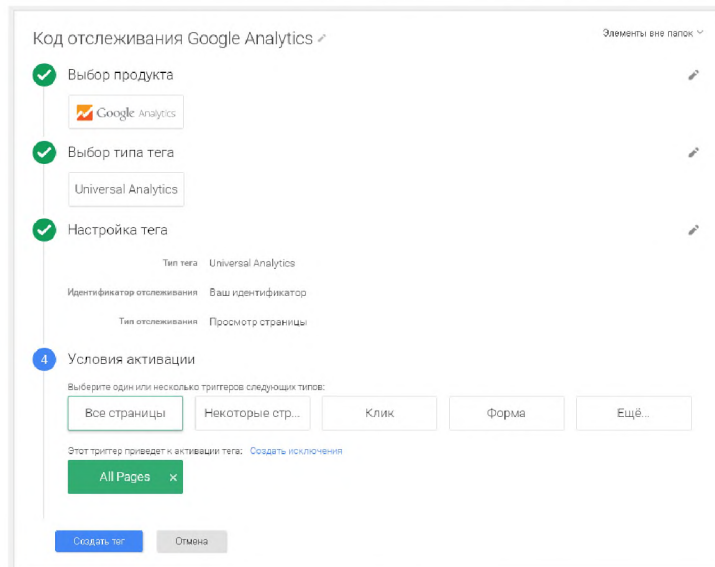 Код отслеживания Google Analytics
Элементы вне папок
Выбор продукта
Google Analytics
Выбор типа тега
Universal Analytics
Настройка тега
Тип тега Universal Analytics
Идентификатор отслеживания Ваш идентификатор
Тип отслеживания Просмотр страницы
4 Условия активации
Выберите один или несколько триггеров следующих типов:
Все страницы Некоторые стр... Клик Форма Ещё...
Этот триггер приведет к активации тега: Создать исключения
All Pages ×
Создать тег Отмена